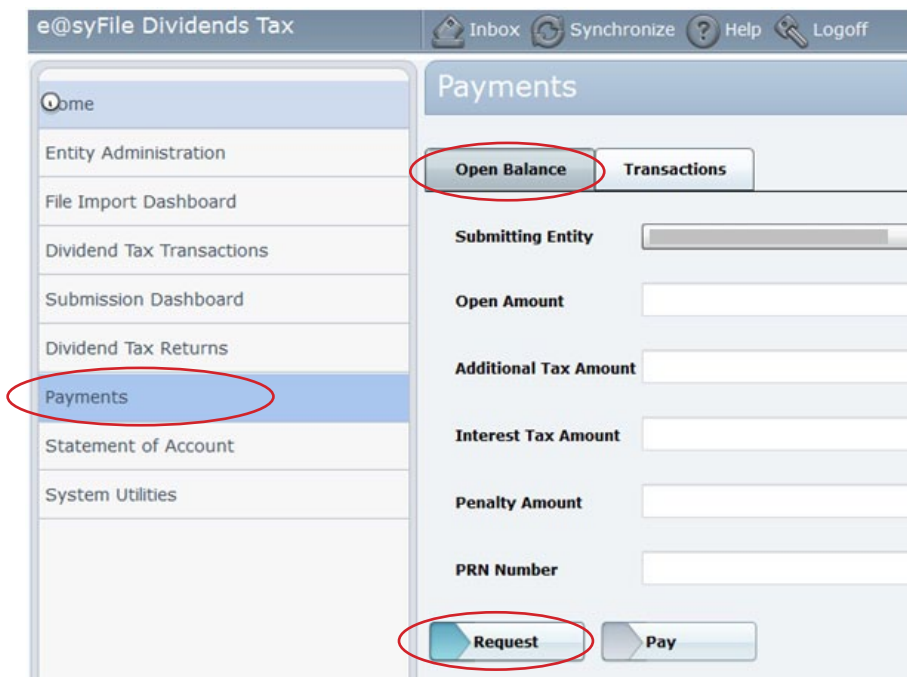 e@syFile Dividends Tax
Inbox Synchronize ? Help Logoff
Home
Entity Administration
File Import Dashboard
Dividend Tax Transactions
Submission Dashboard
Dividend Tax Returns
Payments
Statement of Account
System Utilities
Payments
Open Balance Transactions
Submitting Entity
Open Amount
Additional Tax Amount
Interest Tax Amount
Penalty Amount
PRN Number
Request Pay